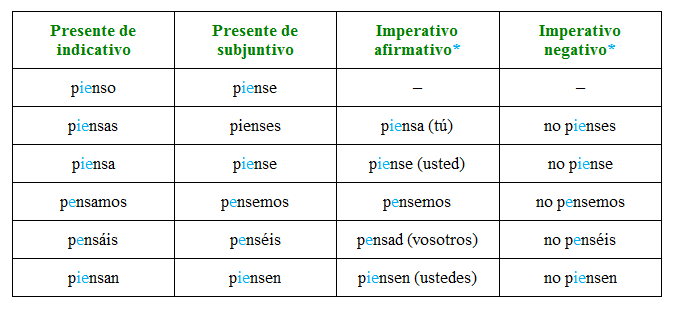 Presente de indicativo Presente de subjuntivo Imperativo afirmativo* Imperativo negativo*
pienso piense – –
piensas pienses piensa (tú) no pienses
piensa piense piense (usted) no piense
pensamos pensemos pensemos no pensemos
pensáis penséis pensad (vosotros) no penséis
piensan piensen piensen (ustedes) no piensen